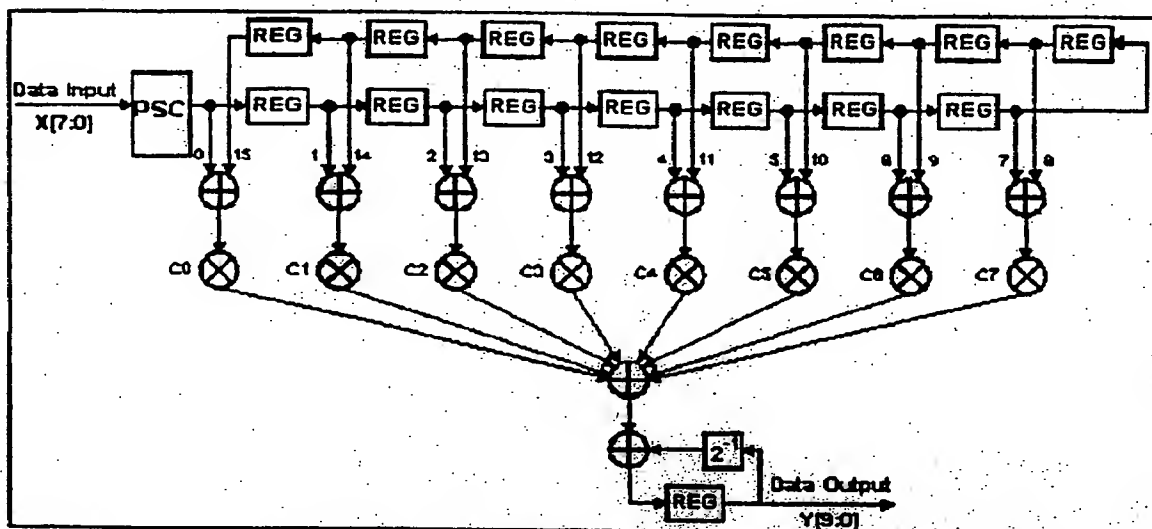 REG REG REG REG REG REG REG REG
Data Input
X[7:0]
PSC
REG REG REG REG REG REG REG
0 15 1 14 2 13 3 12 4 11 5 10 6 9 7 8
C0 C1 C2 C3 C4 C5 C6 C7
2⁻¹
REG
Data Output
Y[9:0]